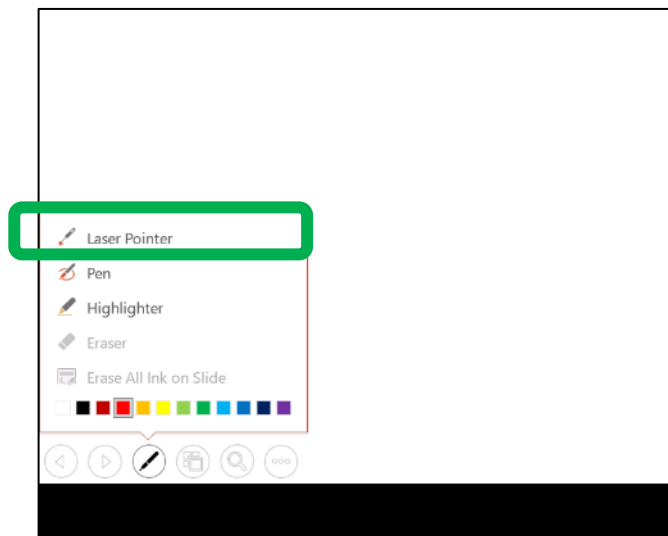 Laser Pointer
Pen
Highlighter
Eraser
Erase All Ink on Slide